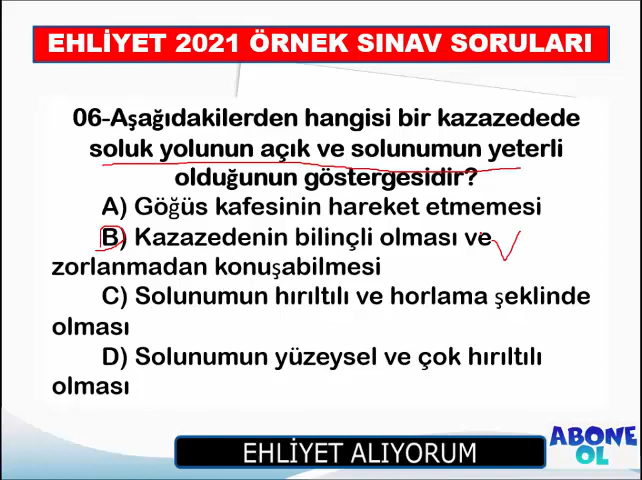 EHLİYET 2021 ÖRNEK SINAV SORULARI
06-Aşağıdakilerden hangisi bir kazazedede
soluk yolunun açık ve solunumun yeterli
olduğunun göstergesidir?
A) Göğüs kafesinin hareket etmemesi
B) Kazazedenin bilinçli olması ve
zorlanmadan konuşabilmesi
C) Solunumun hırıltılı ve horlama şeklinde
olması
D) Solunumun yüzeysel ve çok hırıltılı
olması
EHLİYET ALIYORUM
ABONE
OL